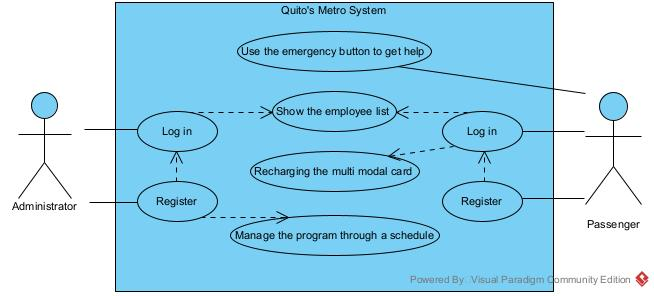 Quito's Metro System
Use the emergency button to get help
Show the employee list
Log in
Log in
Recharging the multi modal card
Register
Register
Administrator
Passenger
Manage the program through a schedule
Powered By: Visual Paradigm Community Edition